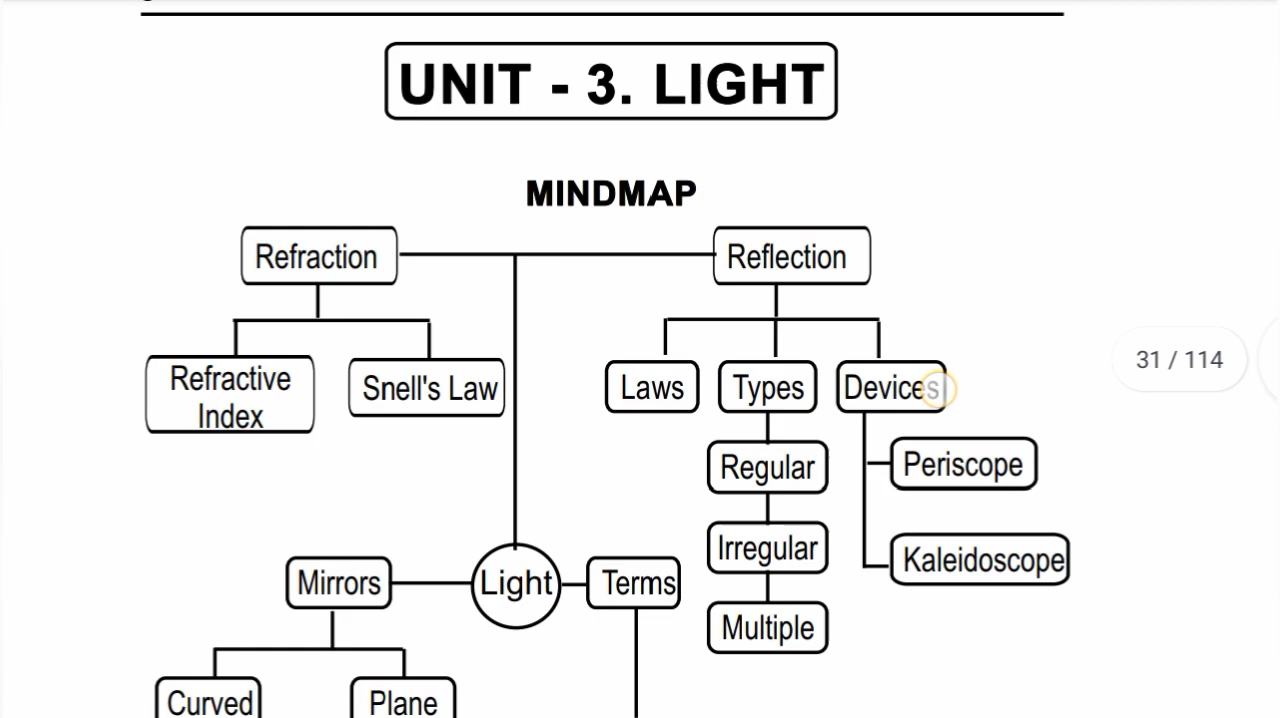 UNIT - 3. LIGHT
MINDMAP
Refraction
Reflection
Refractive
Index
Snell's Law
Laws
Types
Devices
Regular
Periscope
Irregular
Kaleidoscope
Multiple
Mirrors
Light
Terms
Curved
Plane
31 / 114